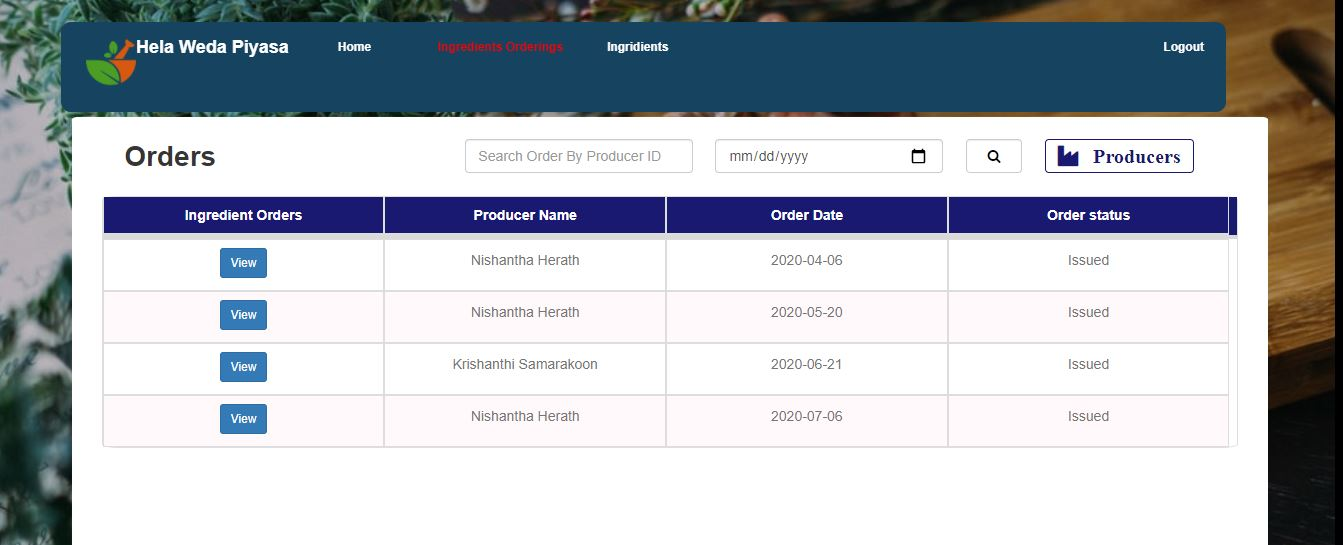 Hela Weda Piyasa Home Ingredients Orderings Ingridients Logout
Orders Search Order By Producer ID mm/dd/yyyy Producers
Ingredient Orders Producer Name Order Date Order status
View Nishantha Herath 2020-04-06 Issued
View Nishantha Herath 2020-05-20 Issued
View Krishanthi Samarakoon 2020-06-21 Issued
View Nishantha Herath 2020-07-06 Issued